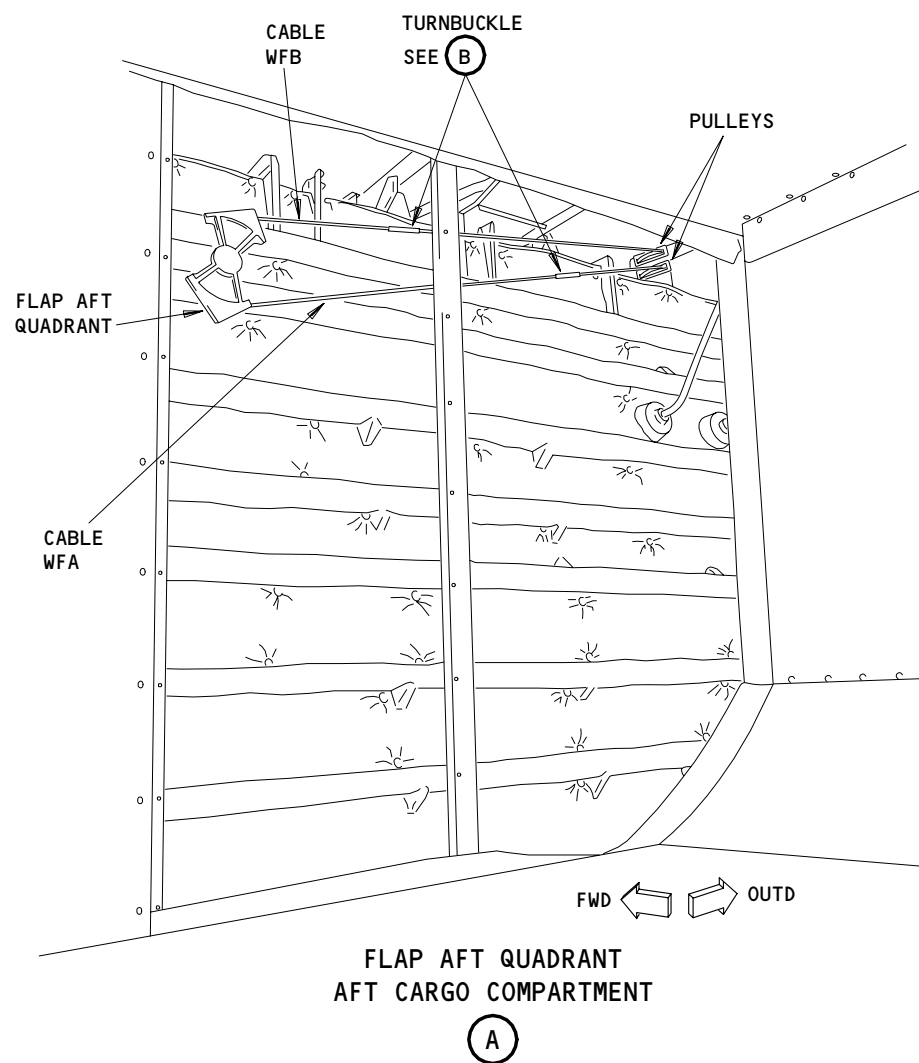 CABLE
WFB
TURNBUCKLE
SEE B
PULLEYS
FLAP AFT
QUADRANT
CABLE
WFA
FWD
OUTD
FLAP AFT QUADRANT
AFT CARGO COMPARTMENT
A